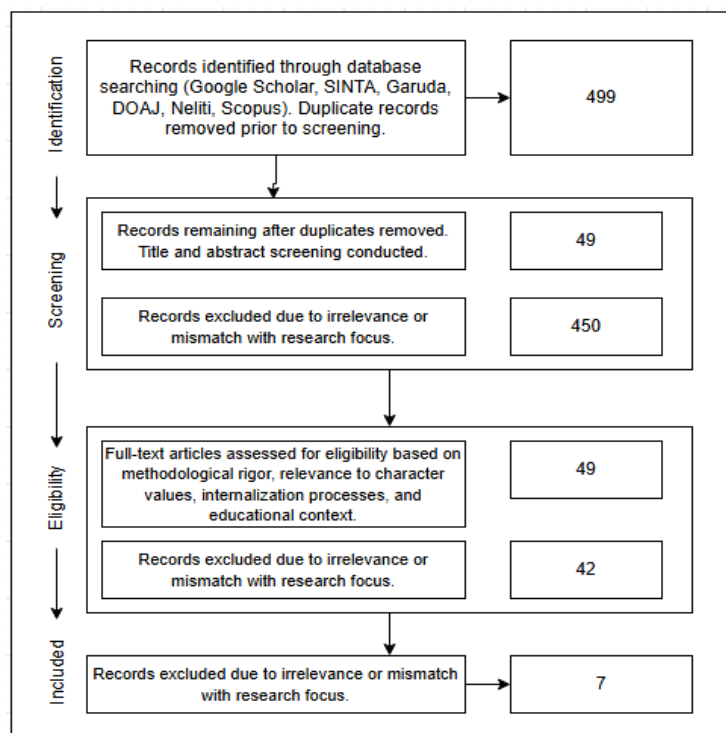 Identification
Records identified through database
searching (Google Scholar, SINTA, Garuda,
DOAJ, Neliti, Scopus). Duplicate records
removed prior to screening.
499
Screening
Records remaining after duplicates removed.
Title and abstract screening conducted.
49
Records excluded due to irrelevance or
mismatch with research focus.
450
Eligibility
Full-text articles assessed for eligibility based on
methodological rigor, relevance to character
values, internalization processes, and
educational context.
49
Records excluded due to irrelevance or
mismatch with research focus.
42
Included
Records excluded due to irrelevance or mismatch
with research focus.
7